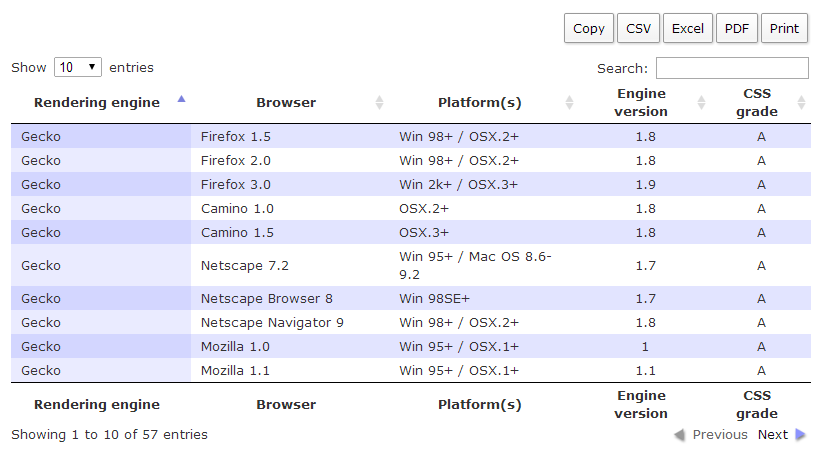 Copy CSV Excel PDF Print
Show 10 entries Search:
Rendering engine Browser Platform(s) Engine version CSS grade
Gecko Firefox 1.5 Win 98+ / OSX.2+ 1.8 A
Gecko Firefox 2.0 Win 98+ / OSX.2+ 1.8 A
Gecko Firefox 3.0 Win 2k+ / OSX.3+ 1.9 A
Gecko Camino 1.0 OSX.2+ 1.8 A
Gecko Camino 1.5 OSX.3+ 1.8 A
Gecko Netscape 7.2 Win 95+ / Mac OS 8.6-9.2 1.7 A
Gecko Netscape Browser 8 Win 98SE+ 1.7 A
Gecko Netscape Navigator 9 Win 98+ / OSX.2+ 1.8 A
Gecko Mozilla 1.0 Win 95+ / OSX.1+ 1 A
Gecko Mozilla 1.1 Win 95+ / OSX.1+ 1.1 A
Rendering engine Browser Platform(s) Engine version CSS grade
Showing 1 to 10 of 57 entries Previous Next